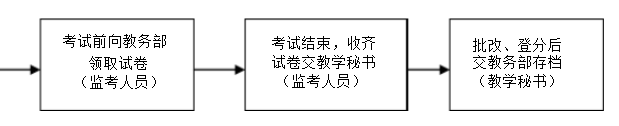 考试前向教务部
领取试卷
（监考人员）
考试结束，收齐
试卷交教学秘书
（监考人员）
批改、登分后
交教务部存档
（教学秘书）